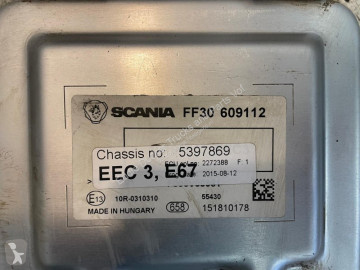 SCANIA FF30 609112
Chassis no: 5397869
2272388 F: 1
EEC 3, E67 2015-08-12
E13 10R-0310310 55430
MADE IN HUNGARY 658 151810178